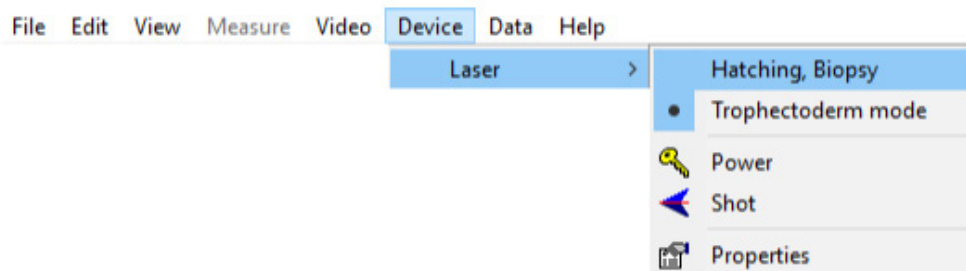 File Edit View Measure Video Device Data Help
Laser
Hatching, Biopsy
Trophectoderm mode
Power
Shot
Properties